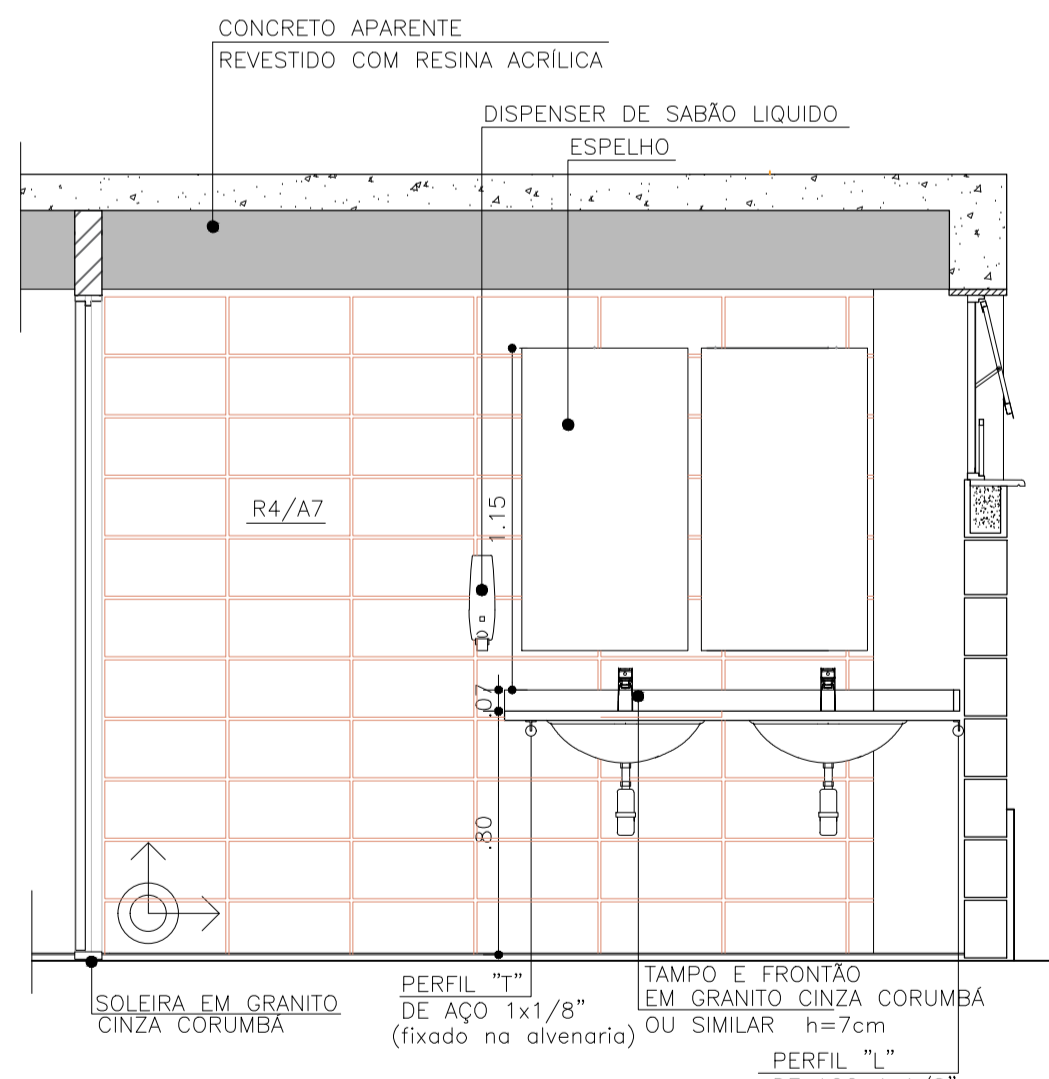 CONCRETO APARENTE
REVESTIDO COM RESINA ACRÍLICA
DISPENSER DE SABÃO LIQUIDO
ESPELHO
R4/A7
1.15
.07
.80
SOLEIRA EM GRANITO
CINZA CORUMBÁ
PERFIL "T"
DE AÇO 1x1/8"
(fixado na alvenaria)
TAMPO E FRONTÃO
EM GRANITO CINZA CORUMBÁ
OU SIMILAR h=7cm
PERFIL "L"